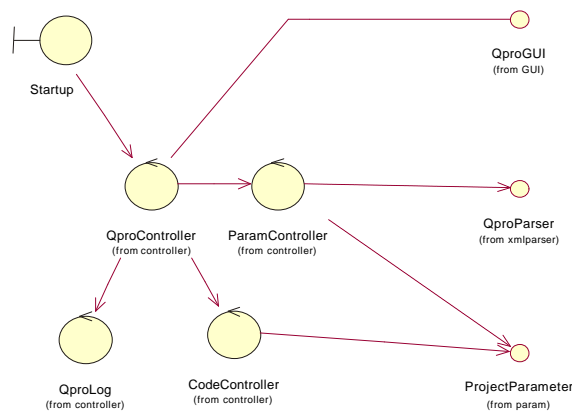 QproGUI
(from GUI)
Startup
QproController
(from controller)
ParamController
(from controller)
QproParser
(from xmlparser)
QproLog
(from controller)
CodeController
(from controller)
ProjectParameter
(from param)